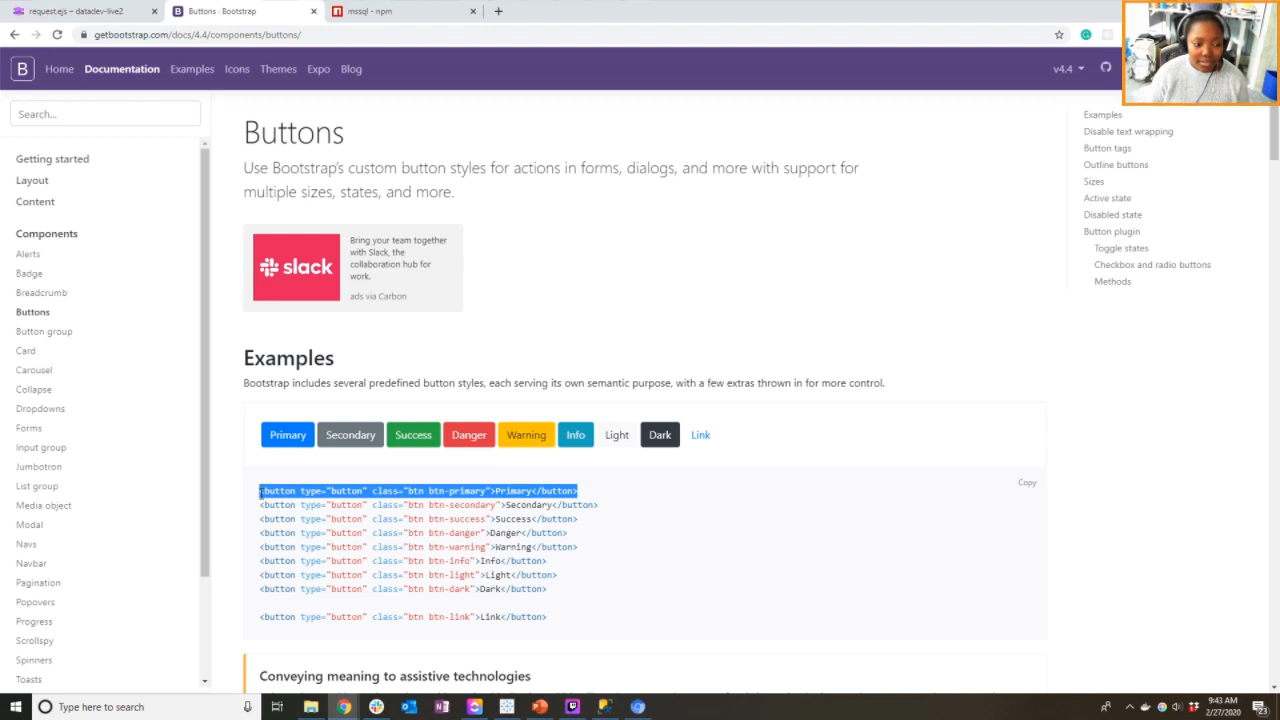 request.ejs - datadev-live2
Buttons · Bootstrap
mssql - npm
getbootstrap.com/docs/4.4/components/buttons/
B
Home
Documentation
Examples
Icons
Themes
Expo
Blog
v4.4
Search...
Getting started
Layout
Content
Components
Alerts
Badge
Breadcrumb
Buttons
Button group
Card
Carousel
Collapse
Dropdowns
Forms
Input group
Jumbotron
List group
Media object
Modal
Navs
Navbar
Pagination
Popovers
Progress
Scrollspy
Spinners
Toasts
Buttons
Use Bootstrap's custom button styles for actions in forms, dialogs, and more with support for
multiple sizes, states, and more.
slack
Bring your team together
with Slack, the
collaboration hub for
work.
ads via Carbon
Examples
Bootstrap includes several predefined button styles, each serving its own semantic purpose, with a few extras thrown in for more control.
Primary
Secondary
Success
Danger
Warning
Info
Light
Dark
Link
Copy
<button type="button" class="btn btn-primary">Primary</button>
<button type="button" class="btn btn-secondary">Secondary</button>
<button type="button" class="btn btn-success">Success</button>
<button type="button" class="btn btn-danger">Danger</button>
<button type="button" class="btn btn-warning">Warning</button>
<button type="button" class="btn btn-info">Info</button>
<button type="button" class="btn btn-light">Light</button>
<button type="button" class="btn btn-dark">Dark</button>
<button type="button" class="btn btn-link">Link</button>
Conveying meaning to assistive technologies
Examples
Disable text wrapping
Button tags
Outline buttons
Sizes
Active state
Disabled state
Button plugin
Toggle states
Checkbox and radio buttons
Methods
Type here to search
9:43 AM
2/27/2020
23